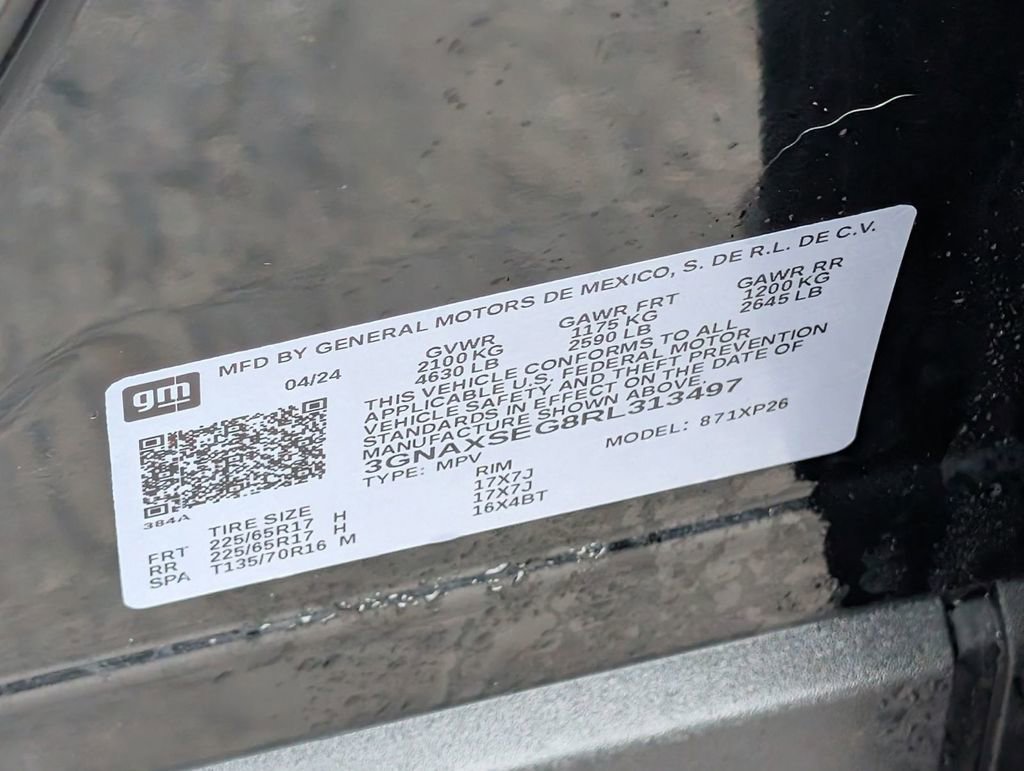 gm
MFD BY GENERAL MOTORS DE MEXICO, S. DE R.L. DE C.V.
04/24
GVWR
2100 KG
4630 LB
GAWR FRT
1175 KG
2590 LB
GAWR RR
1200 KG
2645 LB
THIS VEHICLE CONFORMS TO ALL
APPLICABLE U.S. FEDERAL MOTOR
VEHICLE SAFETY AND THEFT PREVENTION
STANDARDS IN EFFECT ON THE DATE OF
MANUFACTURE SHOWN ABOVE.
3GNAXSEG8RL313497
TYPE: MPV
MODEL: 871XP26
384A
TIRE SIZE RIM
FRT 225/65R17 H 17X7J
RR 225/65R17 H 17X7J
SPA T135/70R16 M 16X4BT